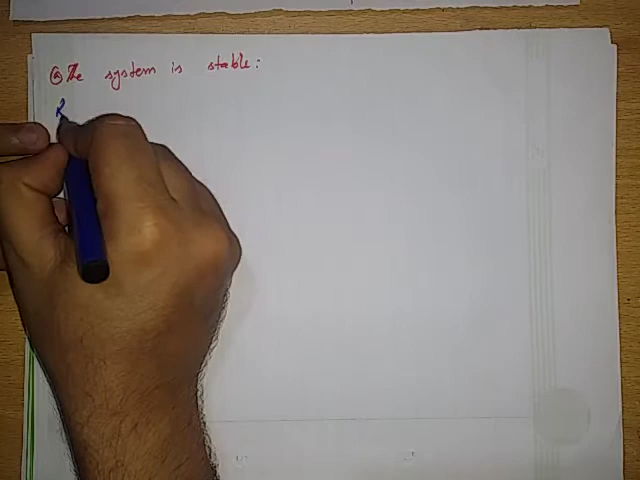 ⓐ The system is stable: